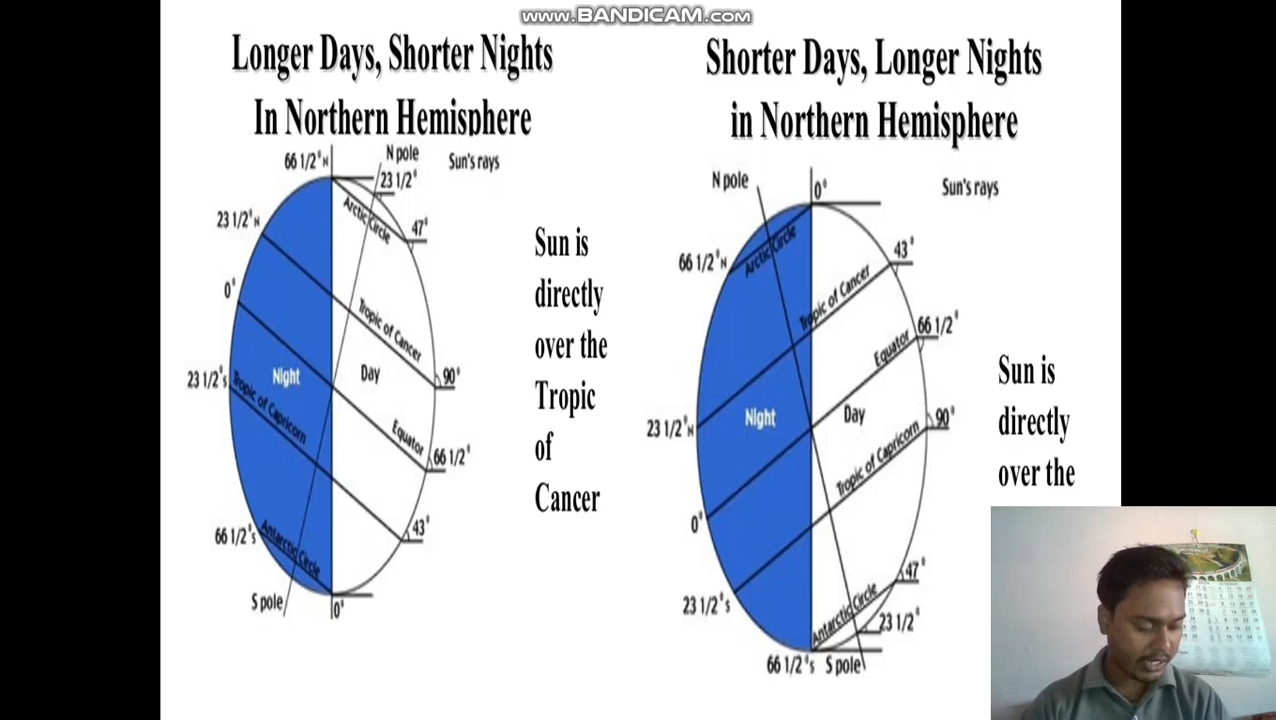 WWW.BANDICAM.COM
Longer Days, Shorter Nights
In Northern Hemisphere
66 1/2° N
N pole
Sun's rays
23 1/2°
23 1/2° N
Arctic Circle
47°
0°
Tropic of Cancer
Night
Day
90°
23 1/2° S
Tropic of Capricorn
Equator
66 1/2°
43°
66 1/2° S
Antarctic Circle
S pole
0°
Sun is
directly
over the
Tropic
of
Cancer
Shorter Days, Longer Nights
in Northern Hemisphere
N pole
0°
Sun's rays
66 1/2° N
Arctic Circle
43°
Tropic of Cancer
66 1/2°
Equator
Night
Day
90°
23 1/2° N
Tropic of Capricorn
0°
47°
23 1/2° S
Antarctic Circle
23 1/2°
66 1/2° S
S pole
Sun is
directly
over the